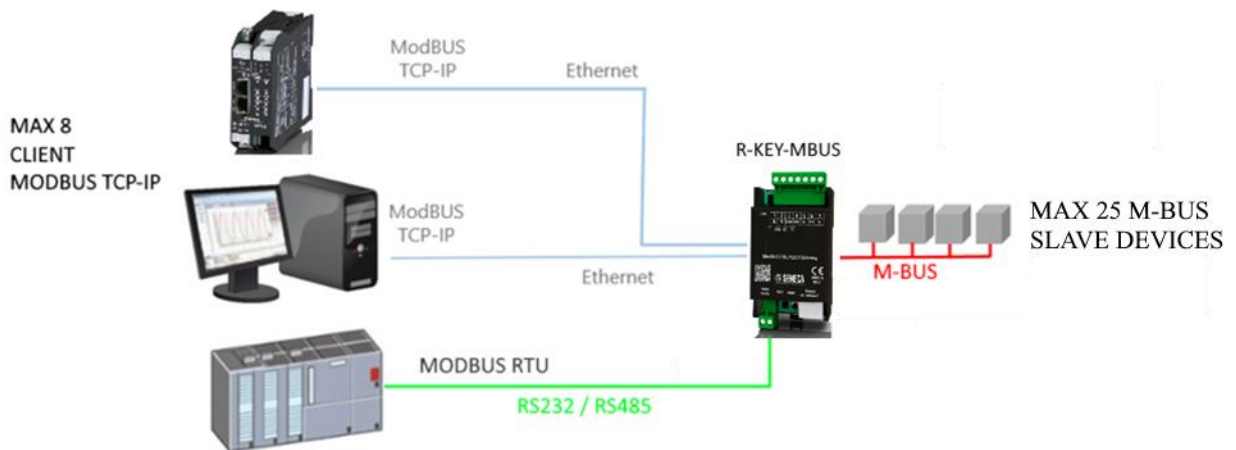 ModBUS
TCP-IP
Ethernet
MAX 8
CLIENT
MODBUS TCP-IP
R-KEY-MBUS
ModBUS
TCP-IP
Ethernet
M-BUS
MAX 25 M-BUS
SLAVE DEVICES
SENECA
CE
MODBUS RTU
RS232 / RS485